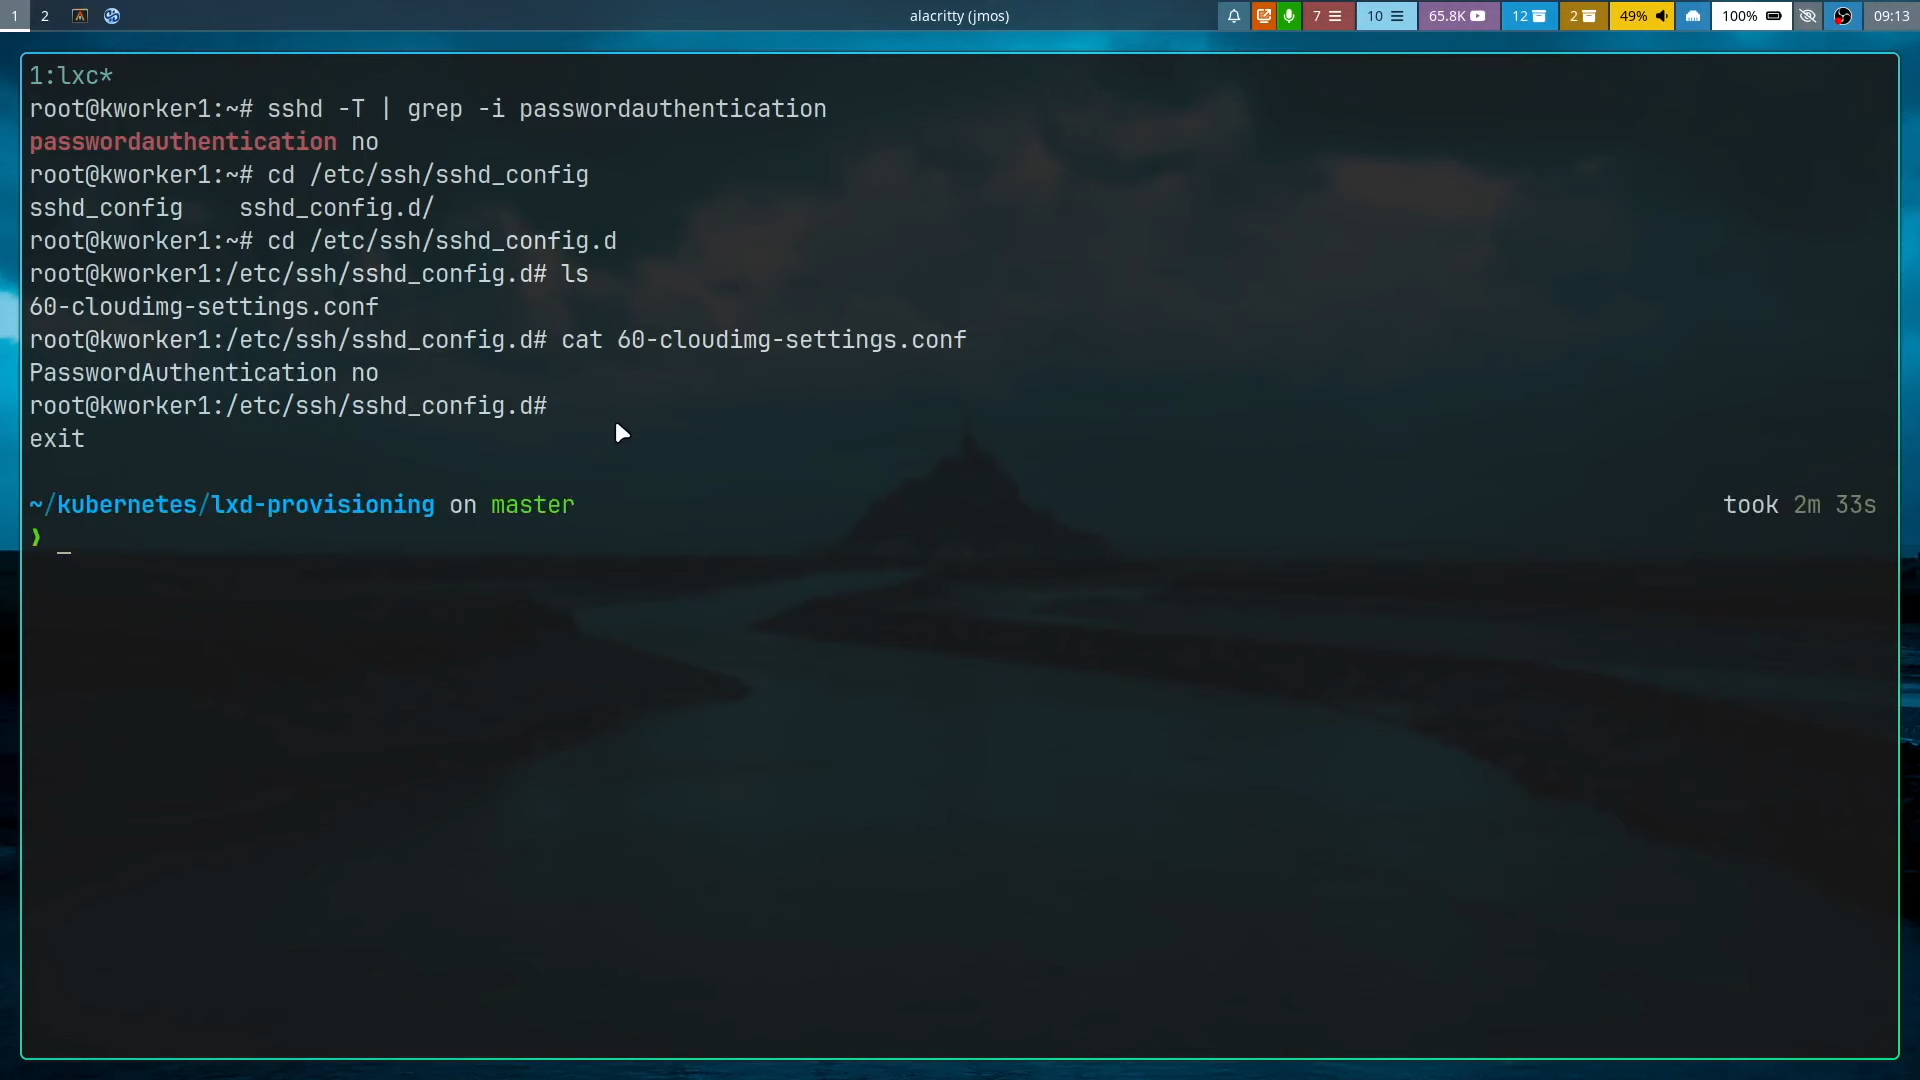 1 2 alacritty (jmos) 7 10 65.8K 12 2 49% 100% 09:13
1:lxc*
root@kworker1:~# sshd -T | grep -i passwordauthentication
passwordauthentication no
root@kworker1:~# cd /etc/ssh/sshd_config
sshd_config    sshd_config.d/
root@kworker1:~# cd /etc/ssh/sshd_config.d
root@kworker1:/etc/ssh/sshd_config.d# ls
60-cloudimg-settings.conf
root@kworker1:/etc/ssh/sshd_config.d# cat 60-cloudimg-settings.conf
PasswordAuthentication no
root@kworker1:/etc/ssh/sshd_config.d#
exit
~/kubernetes/lxd-provisioning on master took 2m 33s
❯ _